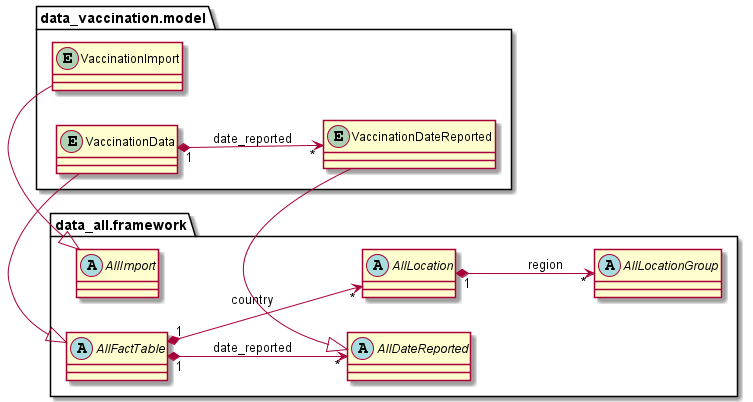 data_vaccination.model
E VaccinationImport
E VaccinationData
1
date_reported
*
E VaccinationDateReported
data_all.framework
A AllImport
A AllLocation
1
region
*
A AllLocationGroup
country
*
1
A AllFactTable
1
date_reported
*
A AllDateReported